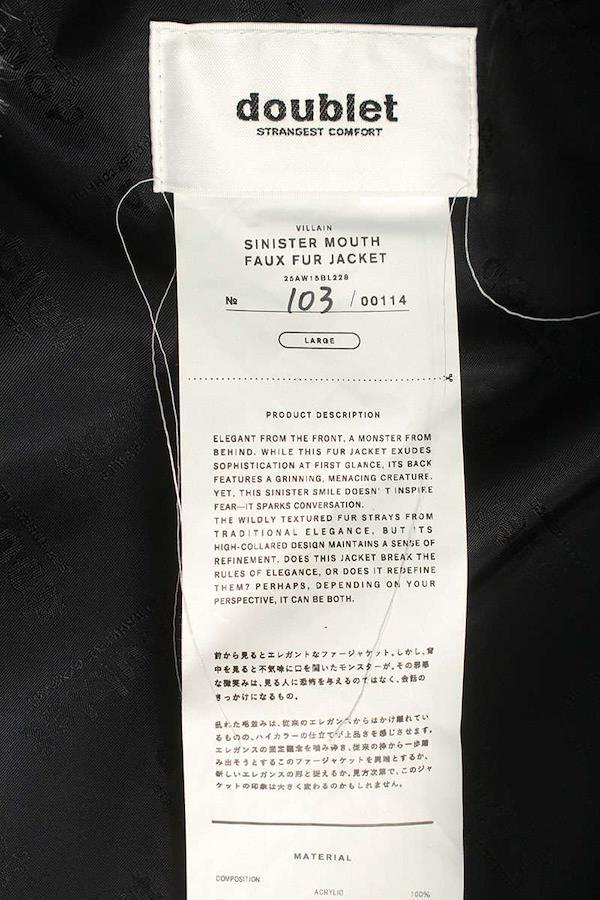 doublet
STRANGEST COMFORT
VILLAIN
SINISTER MOUTH
FAUX FUR JACKET
25AW15BL228
№ 103 / 00114
LARGE
PRODUCT DESCRIPTION
ELEGANT FROM THE FRONT, A MONSTER FROM
BEHIND. WHILE THIS FUR JACKET EXUDES
SOPHISTICATION AT FIRST GLANCE, ITS BACK
FEATURES A GRINNING, MENACING CREATURE.
YET, THIS SINISTER SMILE DOESN'T INSPIRE
FEAR—IT SPARKS CONVERSATION.
THE WILDLY TEXTURED FUR STRAYS FROM
TRADITIONAL ELEGANCE, BUT ITS
HIGH-COLLARED DESIGN MAINTAINS A SENSE OF
REFINEMENT. DOES THIS JACKET BREAK THE
RULES OF ELEGANCE, OR DOES IT REDEFINE
THEM? PERHAPS, DEPENDING ON YOUR
PERSPECTIVE, IT CAN BE BOTH.
前から見るとエレガントなファージャケット。しかし、背
中を見ると不気味に口を開いたモンスターが。その邪悪
な微笑みは、見る人に恐怖を与えるのではなく、会話の
きっかけになるもの。
乱れた毛並みは、従来のエレガンスからはかけ離れてい
るものの、ハイカラーの仕立てが上品さを感じさせます。
エレガンスの固定観念を噛み砕き、従来の枠から一歩踏
み出そうとするこのファージャケットを異端とするか、
新しいエレガンスの形と捉えるか。見方次第で、このジャ
ケットの印象は大きく変わるのかもしれません。
MATERIAL
COMPOSITION
ACRYLIC 100%